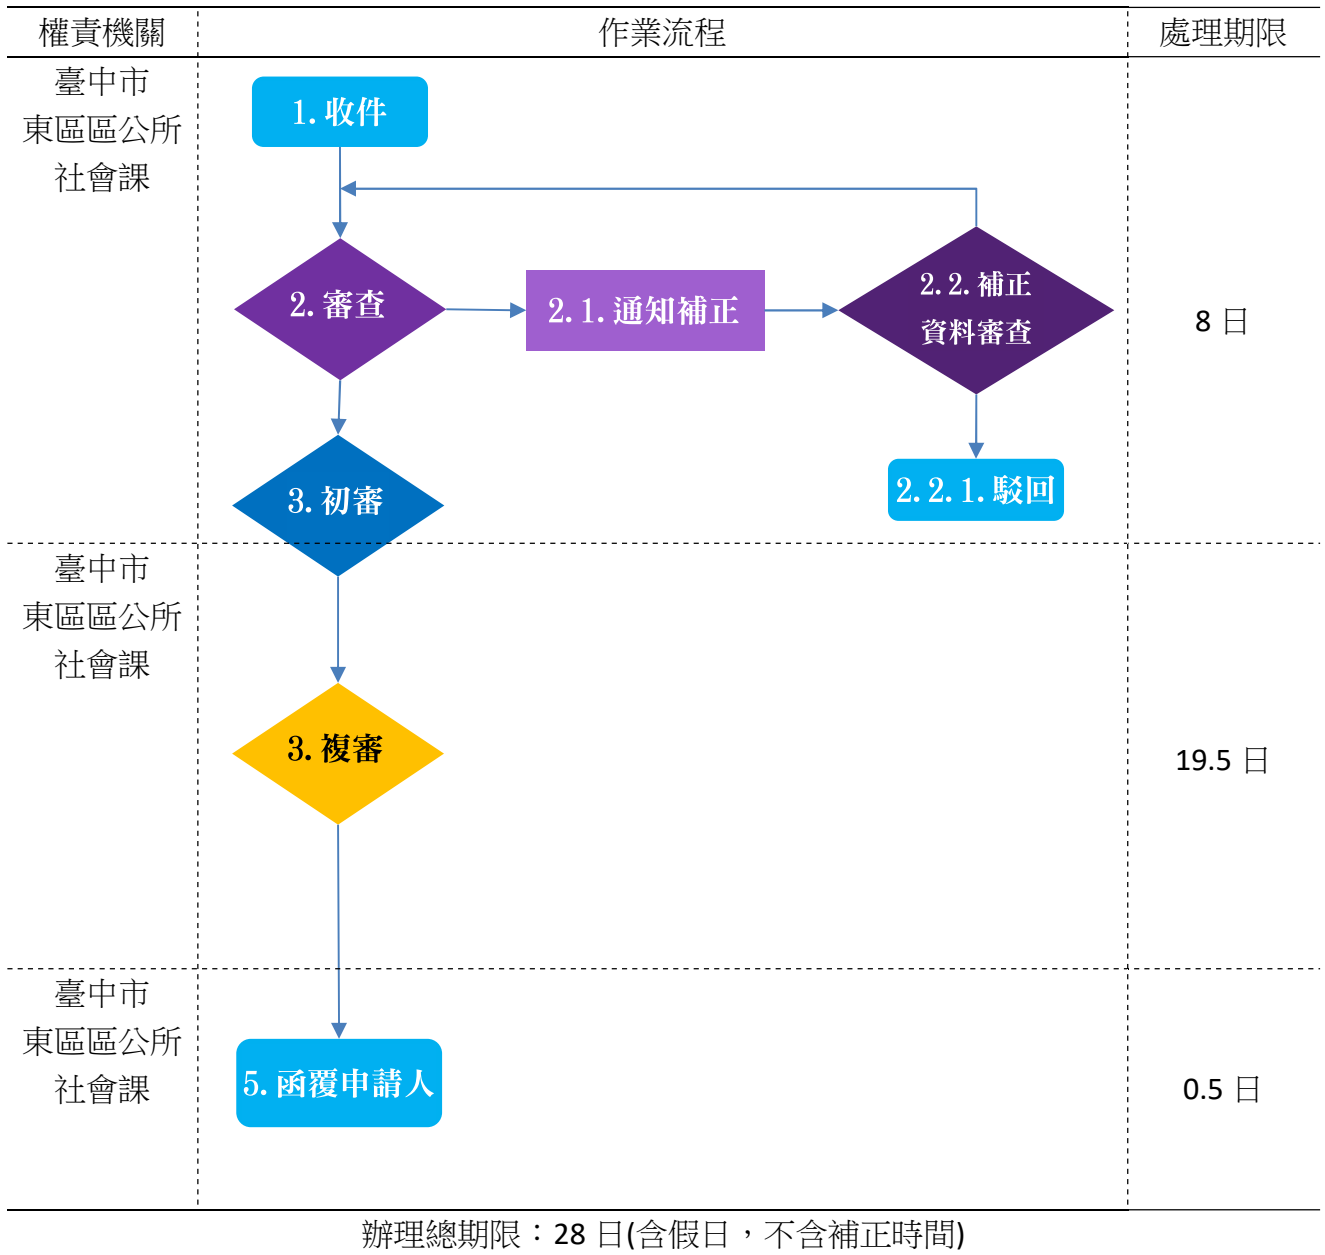 權責機關
作業流程
處理期限
臺中市
東區區公所
社會課
1.收件
2.審查
2.1.通知補正
2.2.補正
資料審查
8 日
3.初審
2.2.1.駁回
臺中市
東區區公所
社會課
3.複審
19.5 日
臺中市
東區區公所
社會課
5.函覆申請人
0.5 日
辦理總期限：28 日(含假日，不含補正時間)